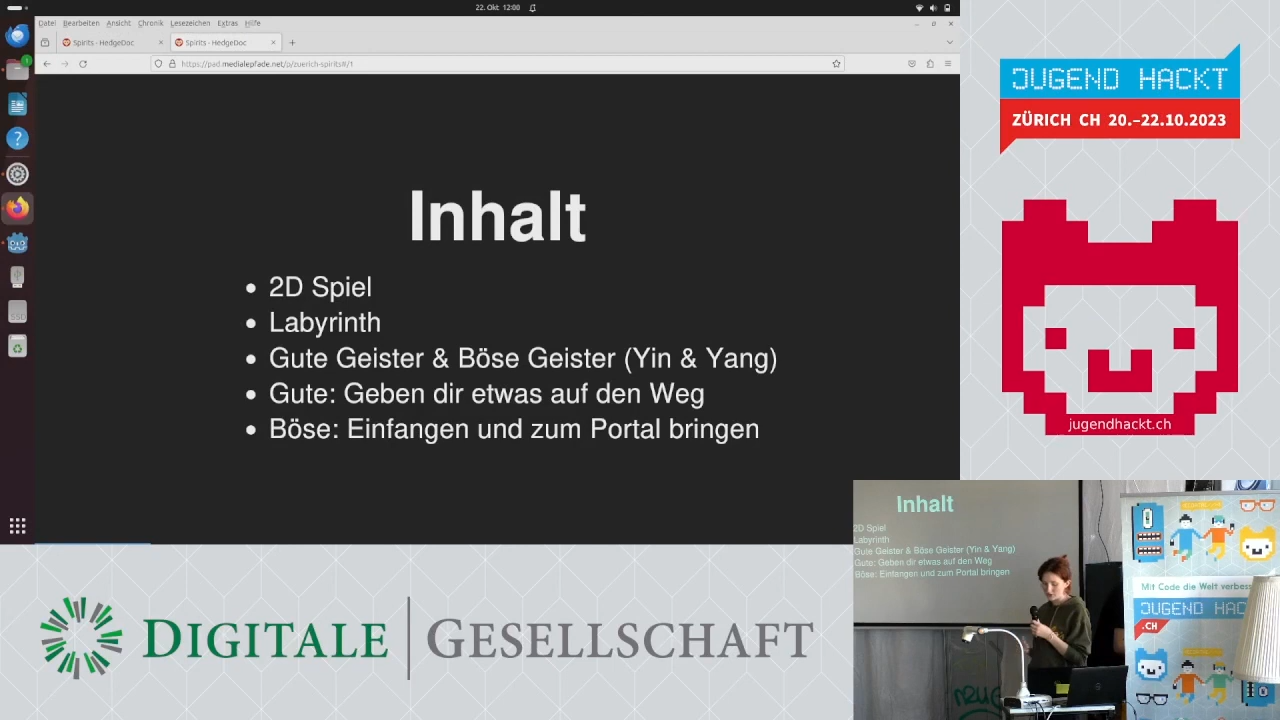 22. Okt 12:00
Datei Bearbeiten Ansicht Chronik Lesezeichen Extras Hilfe
Spirits - HedgeDoc
Spirits - HedgeDoc
https://pad.medialepfade.net/p/zuerich-spirits#/1
Inhalt
2D Spiel
Labyrinth
Gute Geister & Böse Geister (Yin & Yang)
Gute: Geben dir etwas auf den Weg
Böse: Einfangen und zum Portal bringen
SSD
JUGEND HACKT
ZÜRICH CH 20.–22.10.2023
jugendhackt.ch
DIGITALE GESELLSCHAFT
Inhalt
2D Spiel
Labyrinth
Gute Geister & Böse Geister (Yin & Yang)
Gute: Geben dir etwas auf den Weg
Böse: Einfangen und zum Portal bringen
Mit Code die Welt verbess
JUGEND HAC
.CH